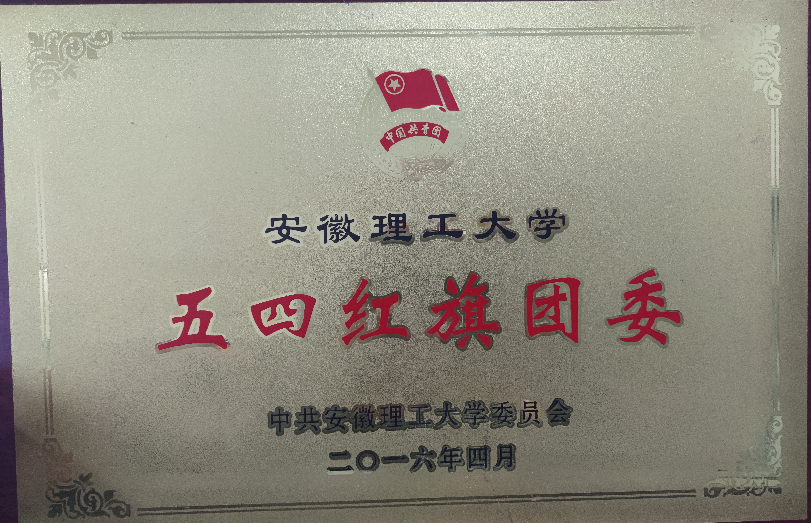 中国共青团
安徽理工大学
五四红旗团委
中共安徽理工大学委员会
二〇一六年四月